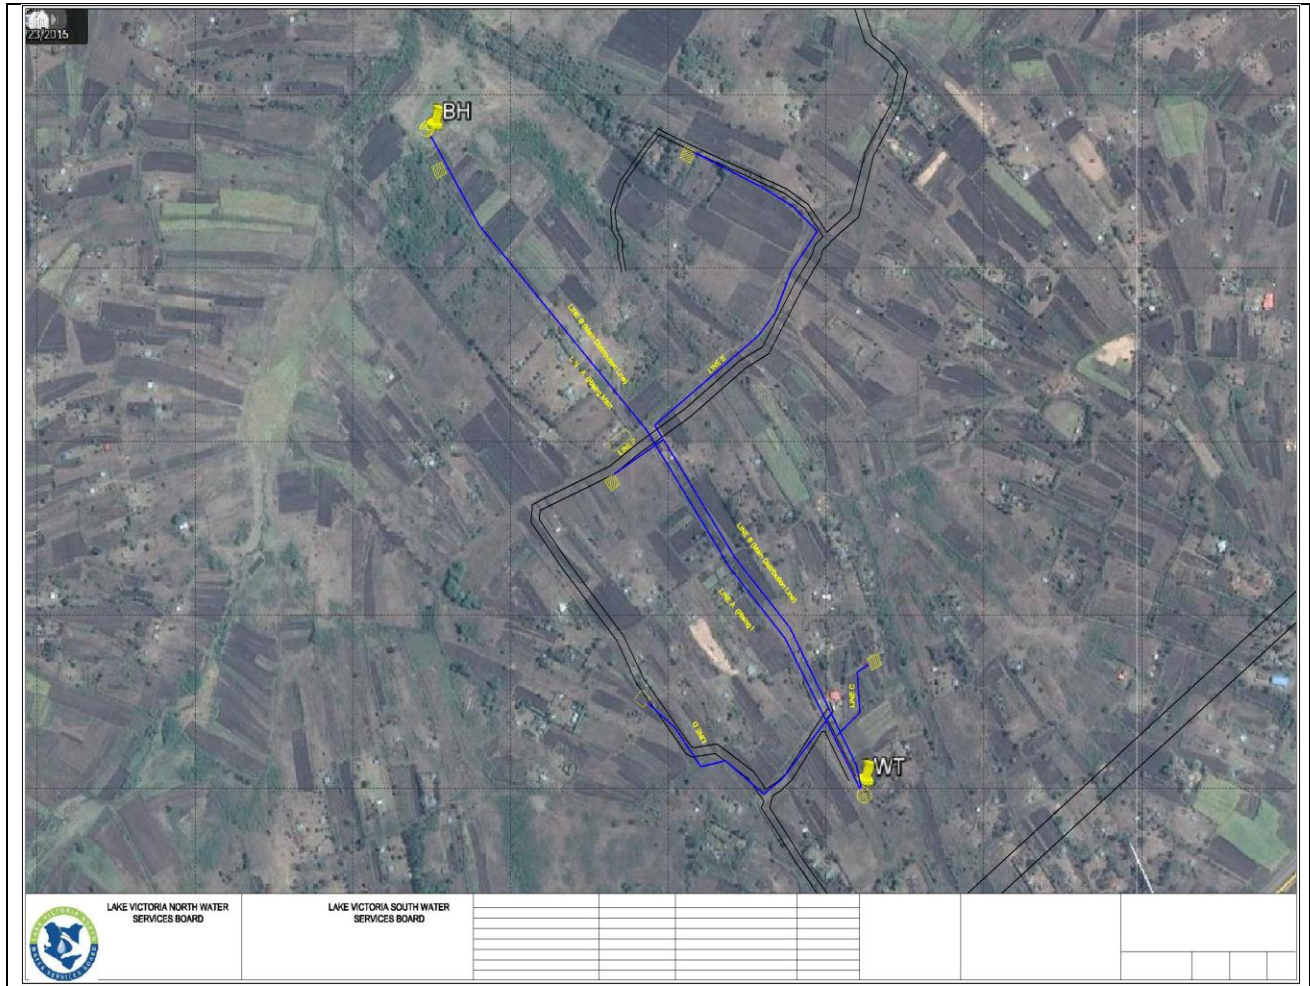 23/2015
BH
LINE B (Main Distribution Line)
A (Rising Main
LINE E
LINE
LINE B (Main Distribution Line)
LINE A (Rising
LINE C
LINE D
WT
LAKE VICTORIA NORTH WATER
SERVICES BOARD
LAKE VICTORIA SOUTH WATER
SERVICES BOARD